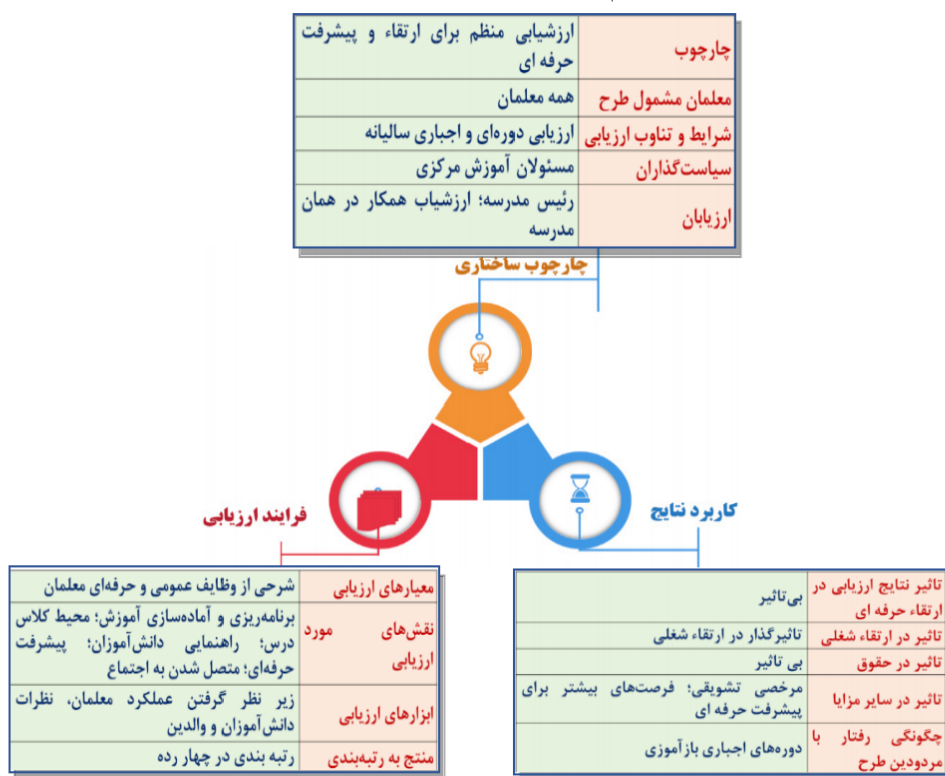 چارچوب
ارزشیابی منظم برای ارتقاء و پیشرفت
حرفه ای
معلمان مشمول طرح
همه معلمان
شرایط و تناوب ارزیابی
ارزیابی دوره‌ای و اجباری سالیانه
سیاست‌گذاران
مسئولان آموزش مرکزی
ارزیابان
رئیس مدرسه؛ ارزشیاب همکار در همان
مدرسه
چارچوب ساختاری
کاربرد نتایج
تاثیر نتایج ارزیابی در
ارتقاء حرفه ای
بی‌تاثیر
تاثیر در ارتقاء شغلی
تاثیرگذار در ارتقاء شغلی
تاثیر در حقوق
بی تاثیر
تاثیر در سایر مزایا
مرخصی تشویقی؛ فرصت‌های بیشتر برای
پیشرفت حرفه ای
چگونگی رفتار با
مردودین طرح
دوره‌های اجباری بازآموزی
فرایند ارزیابی
معیارهای ارزیابی
شرحی از وظایف عمومی و حرفه‌ای معلمان
نقش‌های مورد
ارزیابی
برنامه‌ریزی و آماده‌سازی آموزش؛ محیط کلاس
درس؛ راهنمایی دانش‌آموزان؛ پیشرفت
حرفه‌ای؛ متصل شدن به اجتماع
ابزارهای ارزیابی
زیر نظر گرفتن عملکرد معلمان، نظرات
دانش‌آموزان و والدین
منتج به رتبه‌بندی
رتبه بندی در چهار رده